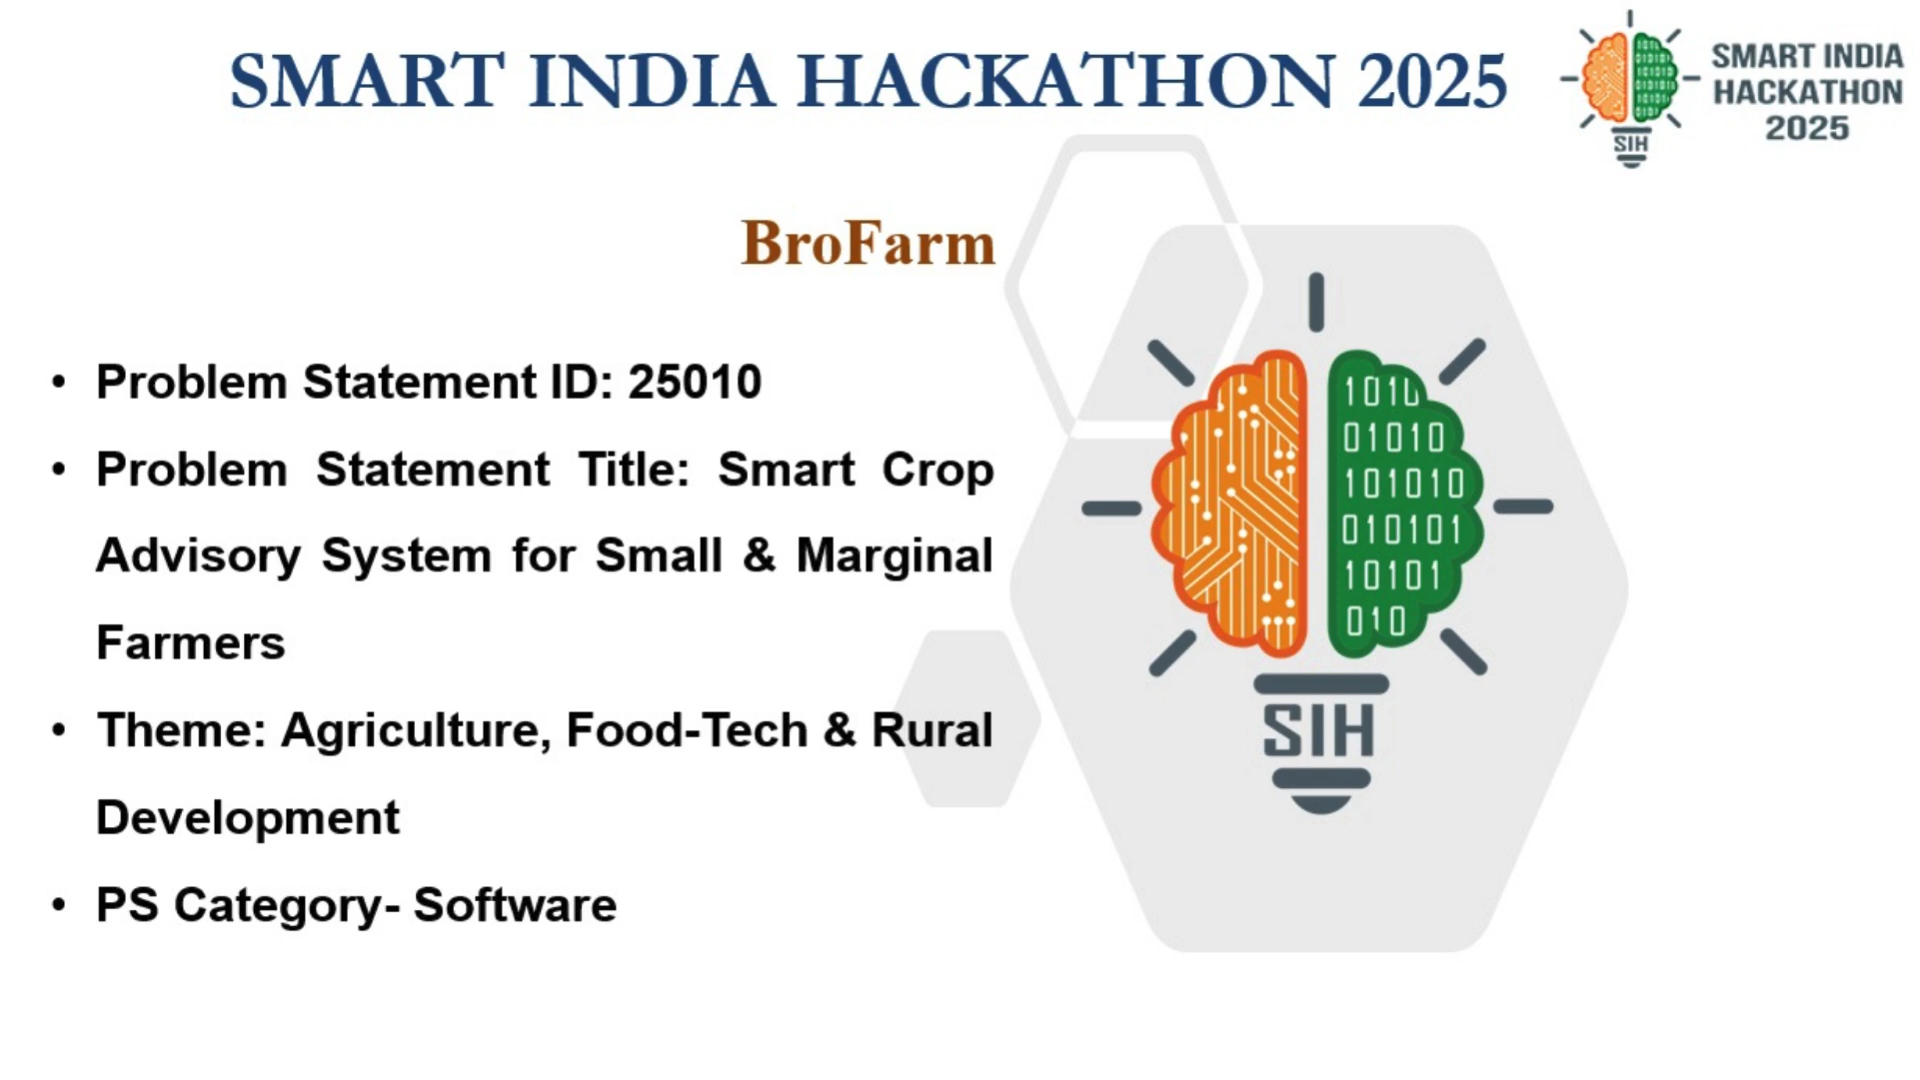 SMART INDIA HACKATHON 2025
SMART INDIA
HACKATHON
2025
SIH
BroFarm
• Problem Statement ID: 25010
• Problem Statement Title: Smart Crop
Advisory System for Small & Marginal
Farmers
• Theme: Agriculture, Food-Tech & Rural
Development
• PS Category- Software
101
01010
101010
010101
10101
010
SIH